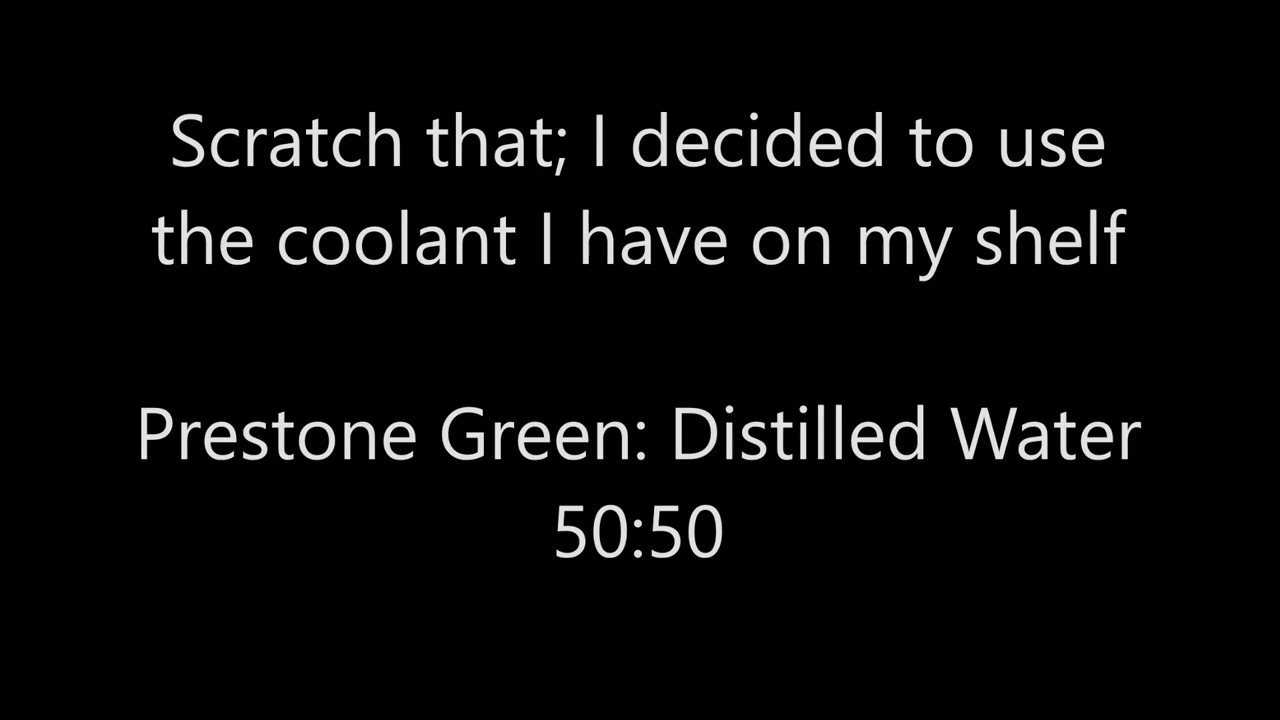 Scratch that; I decided to use
the coolant I have on my shelf
Prestone Green: Distilled Water
50:50